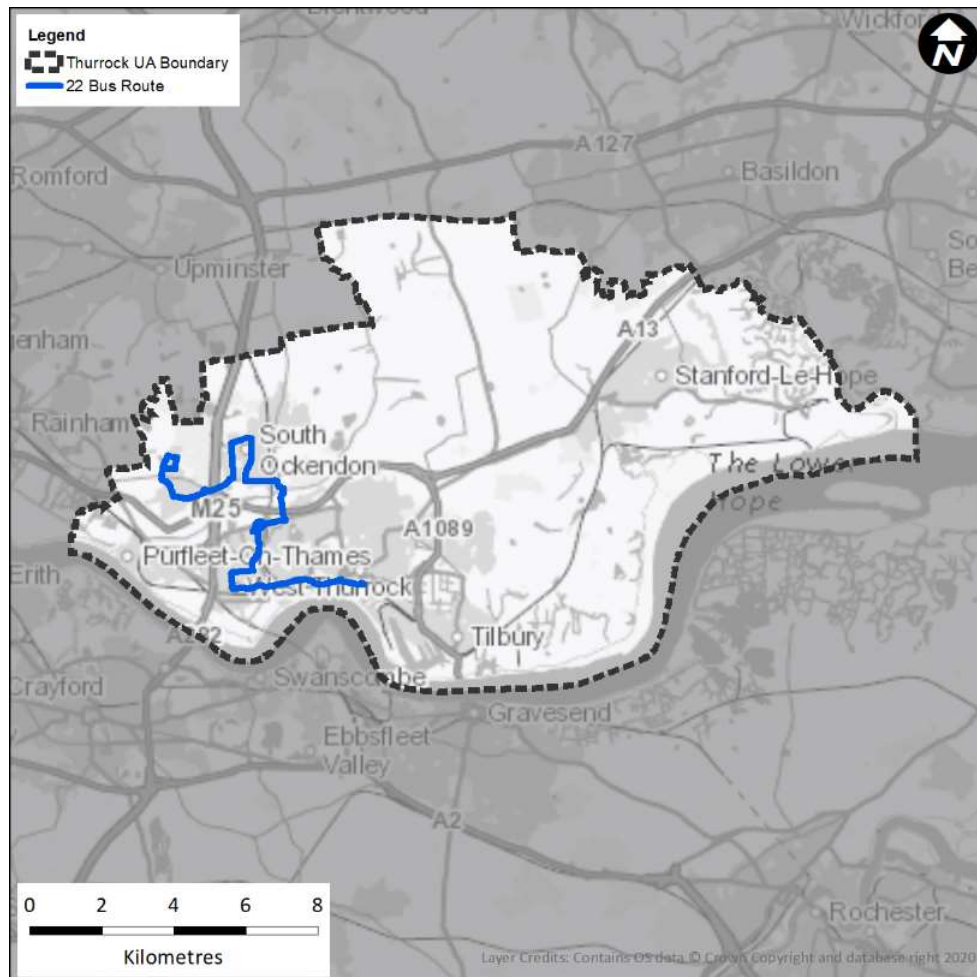 Brentwood
Wickford
Legend
Thurrock UA Boundary
22 Bus Route
N
A127
Romford
Basildon
Upminster
So
Be
A13
enham
Stanford-Le-Hope
Rainham
South
Ockendon
The Lower
Hope
M25
A1089
Purfleet-On-Thames
Erith
West-Thurrock
A282
Tilbury
Crayford
Swanscombe
Gravesend
Ebbsfleet
Valley
A2
0 2 4 6 8
Kilometres
Rochester
Layer Credits: Contains OS data © Crown Copyright and database right 2020